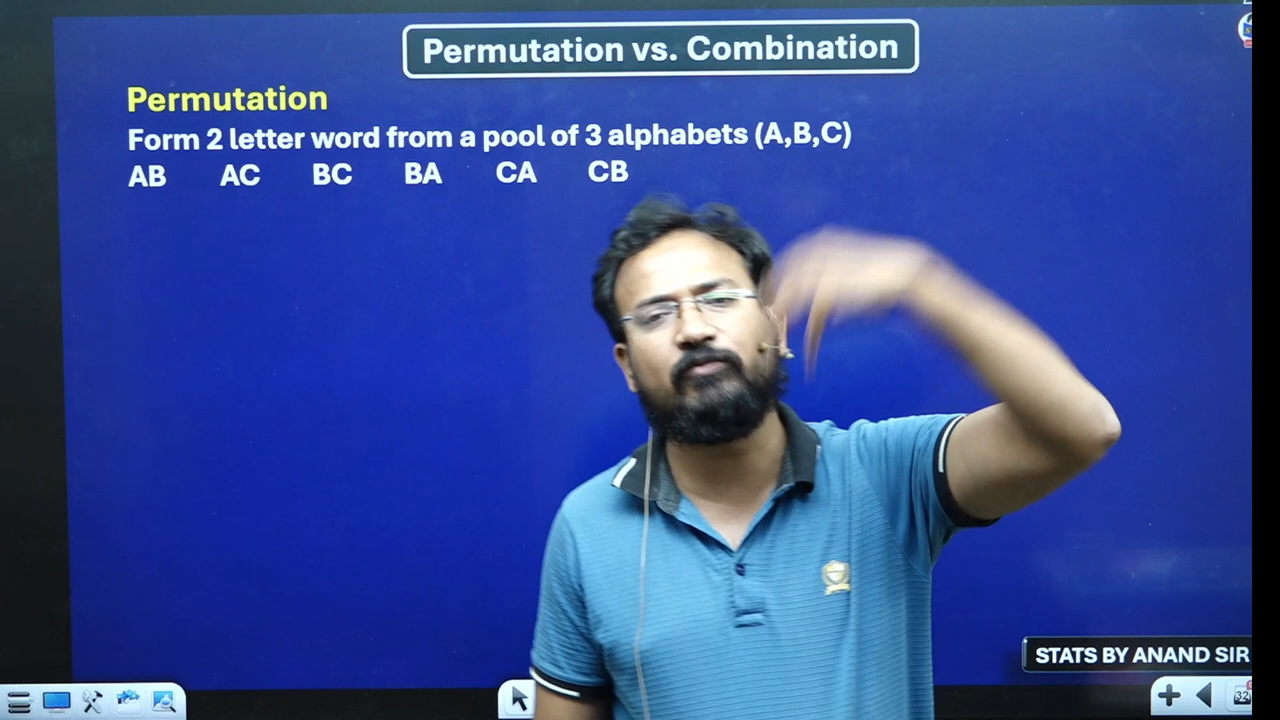 Permutation vs. Combination
Permutation
Form 2 letter word from a pool of 3 alphabets (A,B,C)
AB AC BC BA CA CB
STATS BY ANAND SIR